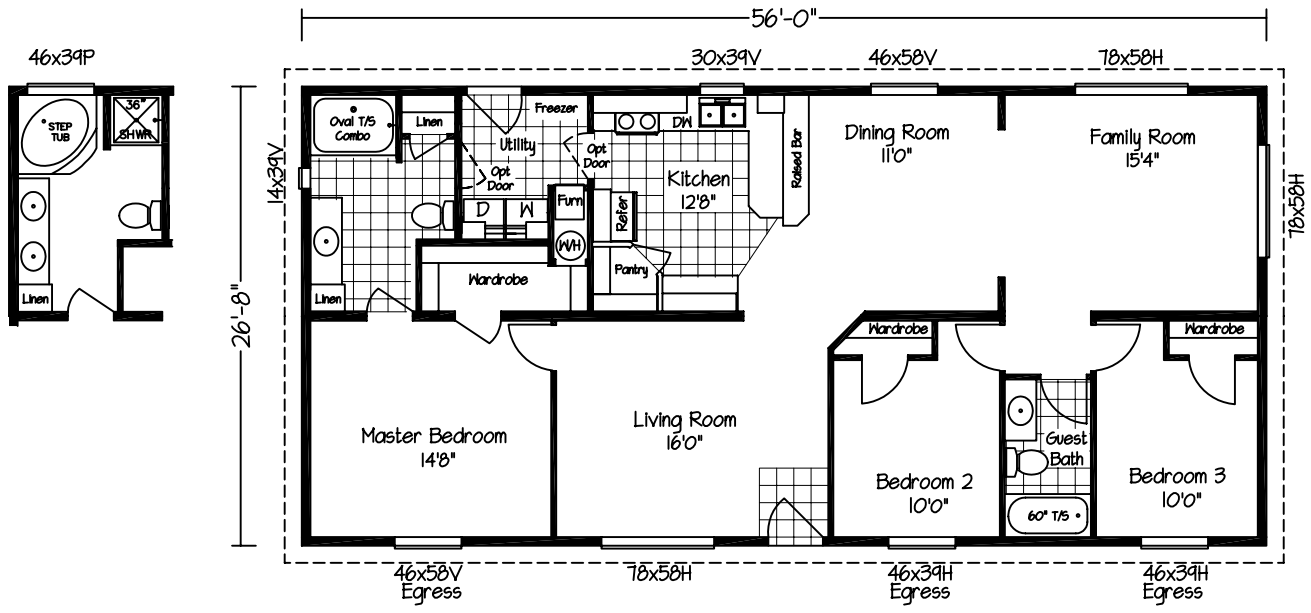 56'-0"
46x39P
30x39V
46x58V
78x58H
36"
SHWR
STEP
TUB
Linen
14x39V
26'-8"
Oval T/S
Combo
Linen
Freezer
Utility
Opt
Door
Opt
Door
DW
Raised Bar
Dining Room
11'0"
Family Room
15'4"
78x58H
Kitchen
12'8"
Refer
Furn
D
W
W/H
Pantry
Wardrobe
Linen
Wardrobe
Wardrobe
Master Bedroom
14'8"
Living Room
16'0"
Guest
Bath
Bedroom 2
10'0"
Bedroom 3
10'0"
60" T/S
46x58V
Egress
78x58H
46x39H
Egress
46x39H
Egress